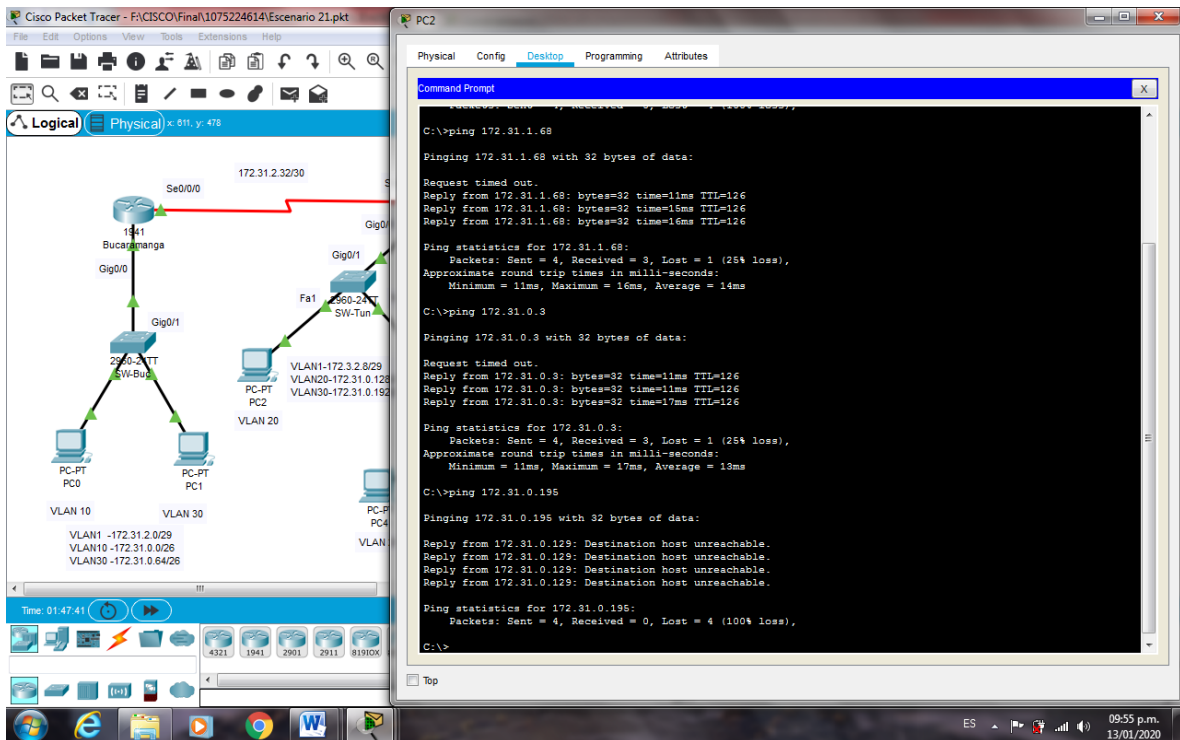 Cisco Packet Tracer - F:\CISCO\Final\1075224614\Escenario 21.pkt
File Edit Options View Tools Extensions Help
Logical
Physical x: 611, y: 478
172.31.2.32/30
Se0/0/0
1941
Bucaramanga
Gig0/0
Gig0/1
2960-24TT
SW-Buc
PC-PT
PC0
PC-PT
PC1
VLAN 10
VLAN 30
VLAN1 -172.31.2.0/29
VLAN10 -172.31.0.0/26
VLAN30 -172.31.0.64/26
Gig0/
Gig0/1
Fa1
2960-24TT
SW-Tun
PC-PT
PC2
VLAN 20
VLAN1-172.3.2.8/29
VLAN20-172.31.0.128
VLAN30-172.31.0.192
PC-P
PC4
VLAN
Time: 01:47:41
4321 1941 2901 2911 819IOX
PC2
Physical Config Desktop Programming Attributes
Command Prompt X
C:\>ping 172.31.1.68
Pinging 172.31.1.68 with 32 bytes of data:
Request timed out.
Reply from 172.31.1.68: bytes=32 time=11ms TTL=126
Reply from 172.31.1.68: bytes=32 time=15ms TTL=126
Reply from 172.31.1.68: bytes=32 time=16ms TTL=126
Ping statistics for 172.31.1.68:
Packets: Sent = 4, Received = 3, Lost = 1 (25% loss),
Approximate round trip times in milli-seconds:
Minimum = 11ms, Maximum = 16ms, Average = 14ms
C:\>ping 172.31.0.3
Pinging 172.31.0.3 with 32 bytes of data:
Request timed out.
Reply from 172.31.0.3: bytes=32 time=11ms TTL=126
Reply from 172.31.0.3: bytes=32 time=11ms TTL=126
Reply from 172.31.0.3: bytes=32 time=17ms TTL=126
Ping statistics for 172.31.0.3:
Packets: Sent = 4, Received = 3, Lost = 1 (25% loss),
Approximate round trip times in milli-seconds:
Minimum = 11ms, Maximum = 17ms, Average = 13ms
C:\>ping 172.31.0.195
Pinging 172.31.0.195 with 32 bytes of data:
Reply from 172.31.0.129: Destination host unreachable.
Reply from 172.31.0.129: Destination host unreachable.
Reply from 172.31.0.129: Destination host unreachable.
Reply from 172.31.0.129: Destination host unreachable.
Ping statistics for 172.31.0.195:
Packets: Sent = 4, Received = 0, Lost = 4 (100% loss),
C:\>
Top
ES
09:55 p.m.
13/01/2020